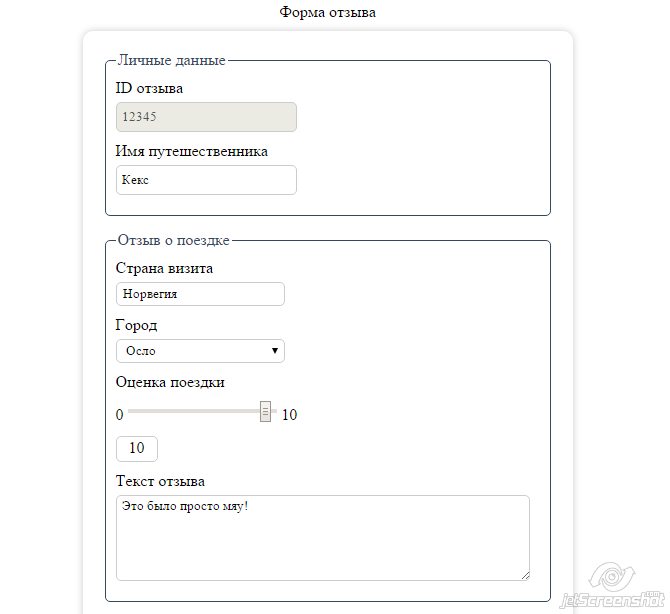 Форма отзыва
Личные данные
ID отзыва
12345
Имя путешественника
Кекс
Отзыв о поездке
Страна визита
Норвегия
Город
Осло
Оценка поездки
0 10
10
Текст отзыва
Это было просто мяу!
jetScreenshot